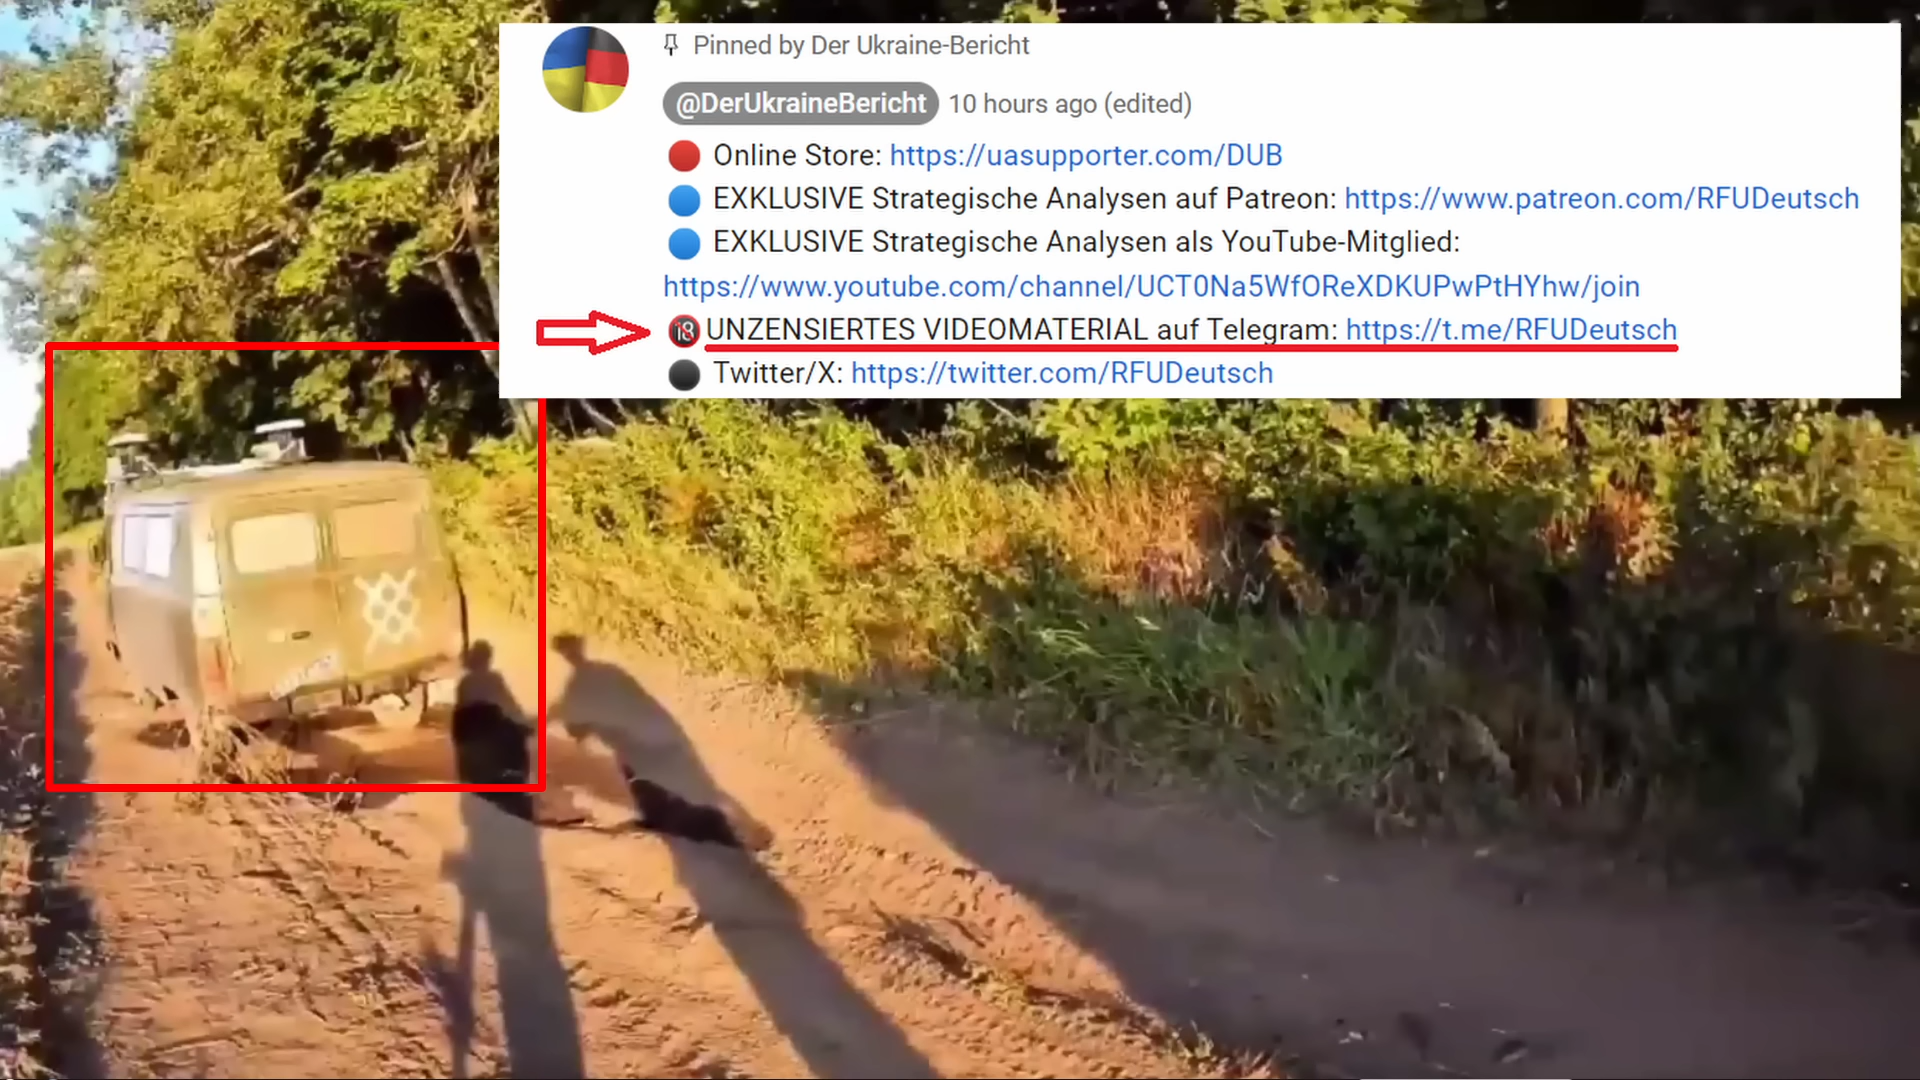 Pinned by Der Ukraine-Bericht
@DerUkraineBericht 10 hours ago (edited)
Online Store: https://uasupporter.com/DUB
EXKLUSIVE Strategische Analysen auf Patreon: https://www.patreon.com/RFUDeutsch
EXKLUSIVE Strategische Analysen als YouTube-Mitglied:
https://www.youtube.com/channel/UCT0Na5WfOReXDKUPwPtHYhw/join
🔞 UNZENSIERTES VIDEOMATERIAL auf Telegram: https://t.me/RFUDeutsch
Twitter/X: https://twitter.com/RFUDeutsch